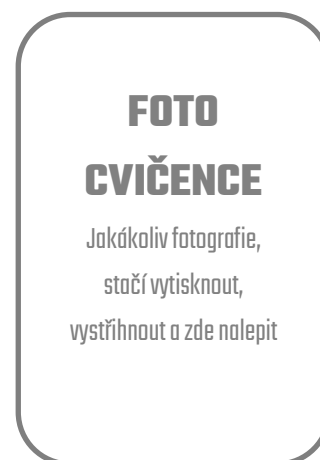 FOTO
CVIČENCE
Jakákoliv fotografie,
stačí vytisknout,
vystřihnout a zde nalepit